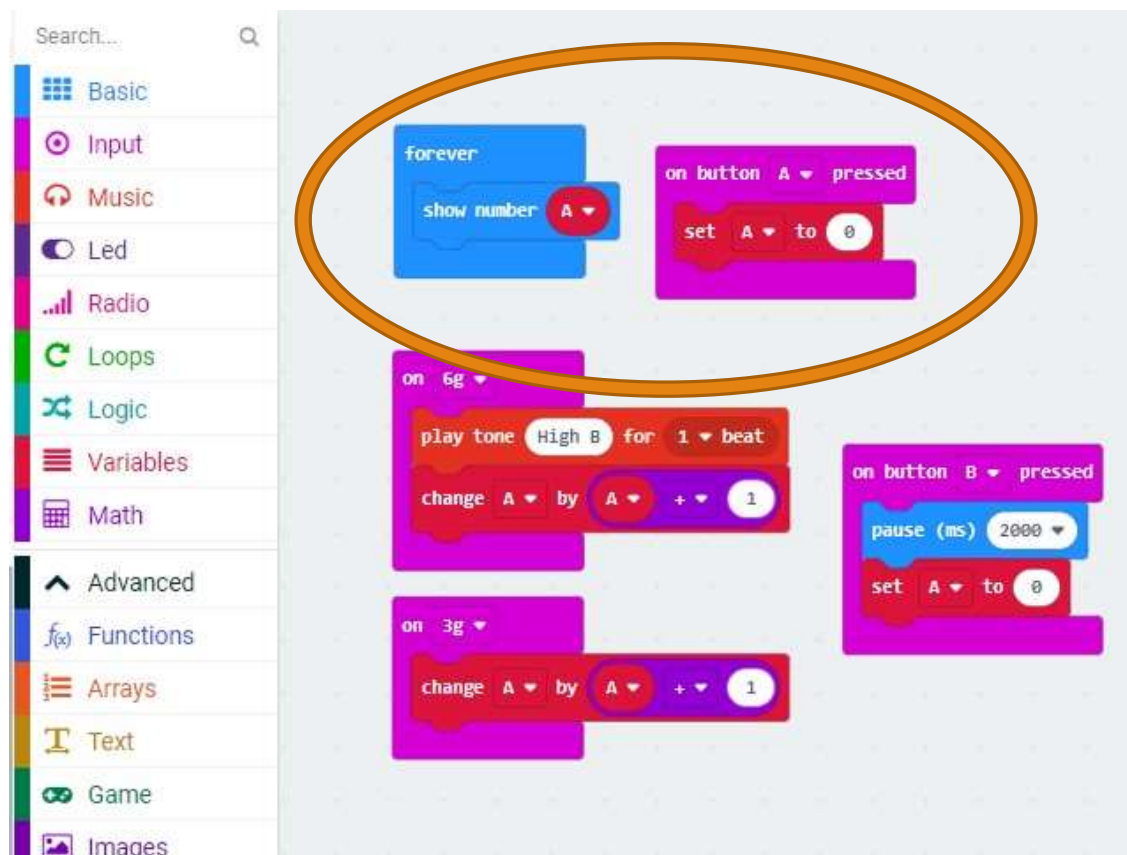 Search...
Basic
Input
Music
Led
Radio
Loops
Logic
Variables
Math
Advanced
f(x) Functions
Arrays
Text
Game
Images
forever
show number A
on button A pressed
set A to 0
on 6g
play tone High B for 1 beat
change A by A + 1
on 3g
change A by A + 1
on button B pressed
pause (ms) 2000
set A to 0